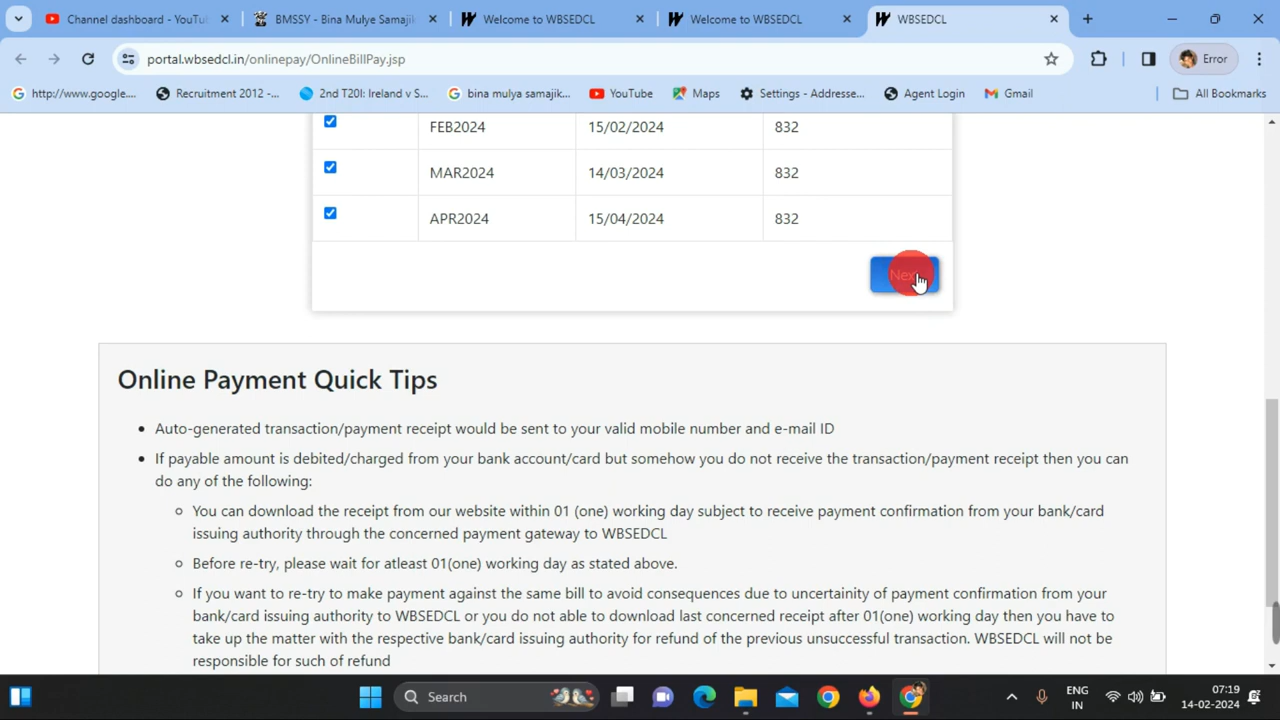 Channel dashboard - YouTu
BMSSY - Bina Mulye Samajik
Welcome to WBSEDCL
Welcome to WBSEDCL
WBSEDCL
portal.wbsedcl.in/onlinepay/OnlineBillPay.jsp
Error
http://www.google....
Recruitment 2012 -...
2nd T20I: Ireland v S...
bina mulya samajik...
YouTube
Maps
Settings - Addresse...
Agent Login
Gmail
All Bookmarks
FEB2024 15/02/2024 832
MAR2024 14/03/2024 832
APR2024 15/04/2024 832
Next
Online Payment Quick Tips
Auto-generated transaction/payment receipt would be sent to your valid mobile number and e-mail ID
If payable amount is debited/charged from your bank account/card but somehow you do not receive the transaction/payment receipt then you can
do any of the following:
You can download the receipt from our website within 01 (one) working day subject to receive payment confirmation from your bank/card
issuing authority through the concerned payment gateway to WBSEDCL
Before re-try, please wait for atleast 01(one) working day as stated above.
If you want to re-try to make payment against the same bill to avoid consequences due to uncertainity of payment confirmation from your
bank/card issuing authority to WBSEDCL or you do not able to download last concerned receipt after 01(one) working day then you have to
take up the matter with the respective bank/card issuing authority for refund of the previous unsuccessful transaction. WBSEDCL will not be
responsible for such of refund
Search
ENG
IN
07:19
14-02-2024